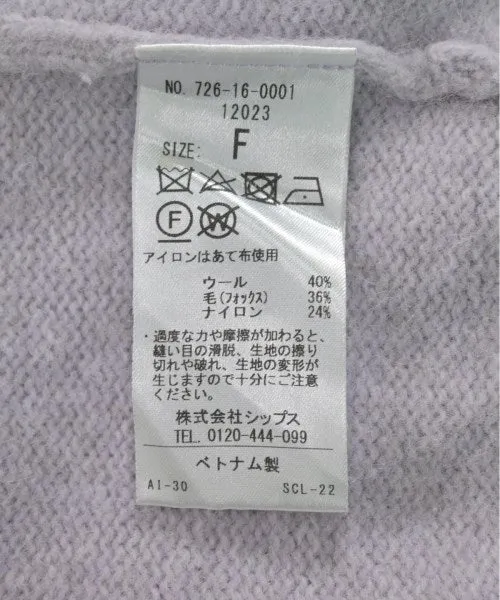 NO. 726-16-0001
12023
SIZE: F
F W
アイロンはあて布使用
ウール 40%
毛(フォックス) 36%
ナイロン 24%
・過度な力や摩擦が加わると、
縫い目の滑脱、生地の擦り
切れや破れ、生地の変形が
生じますので十分にご注意
ください。
株式会社シップス
TEL. 0120-444-099
ベトナム製
AI-30 SCL-22